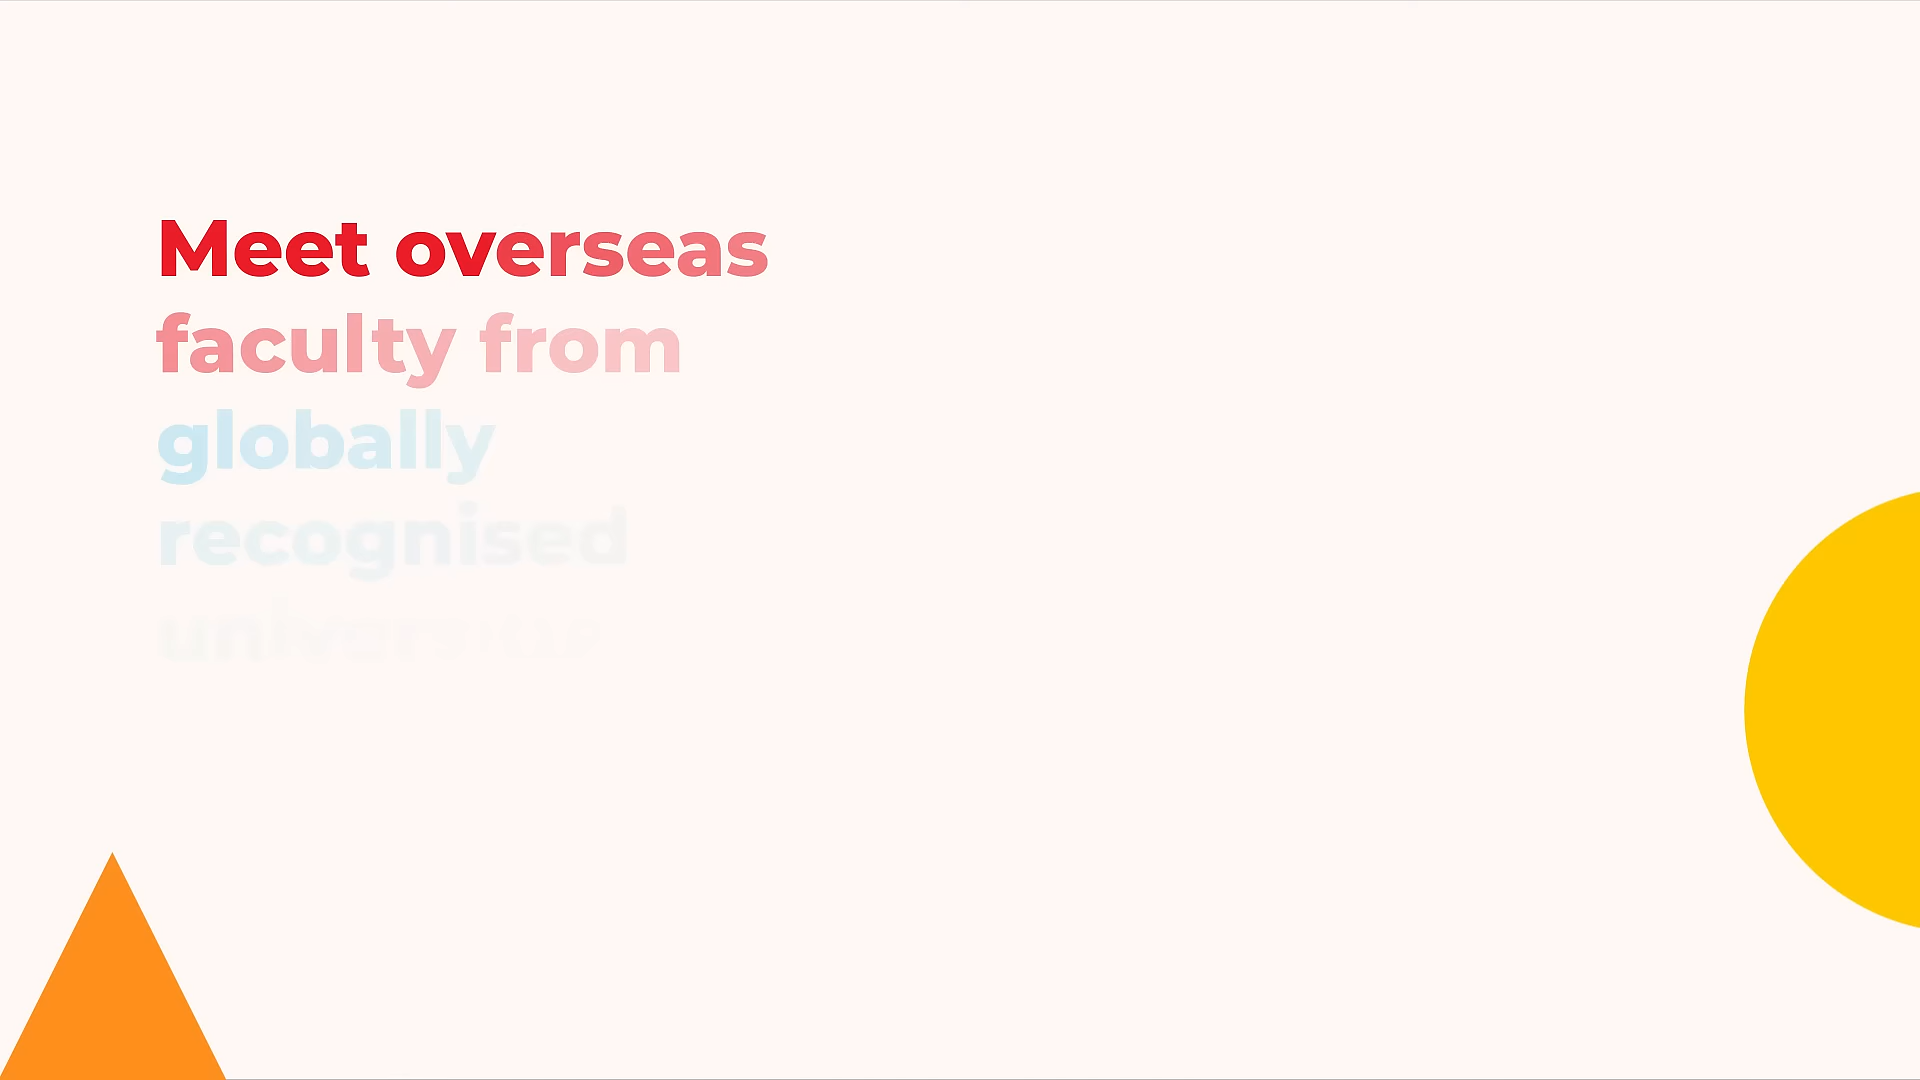 Meet overseas
faculty from
globally
recognised